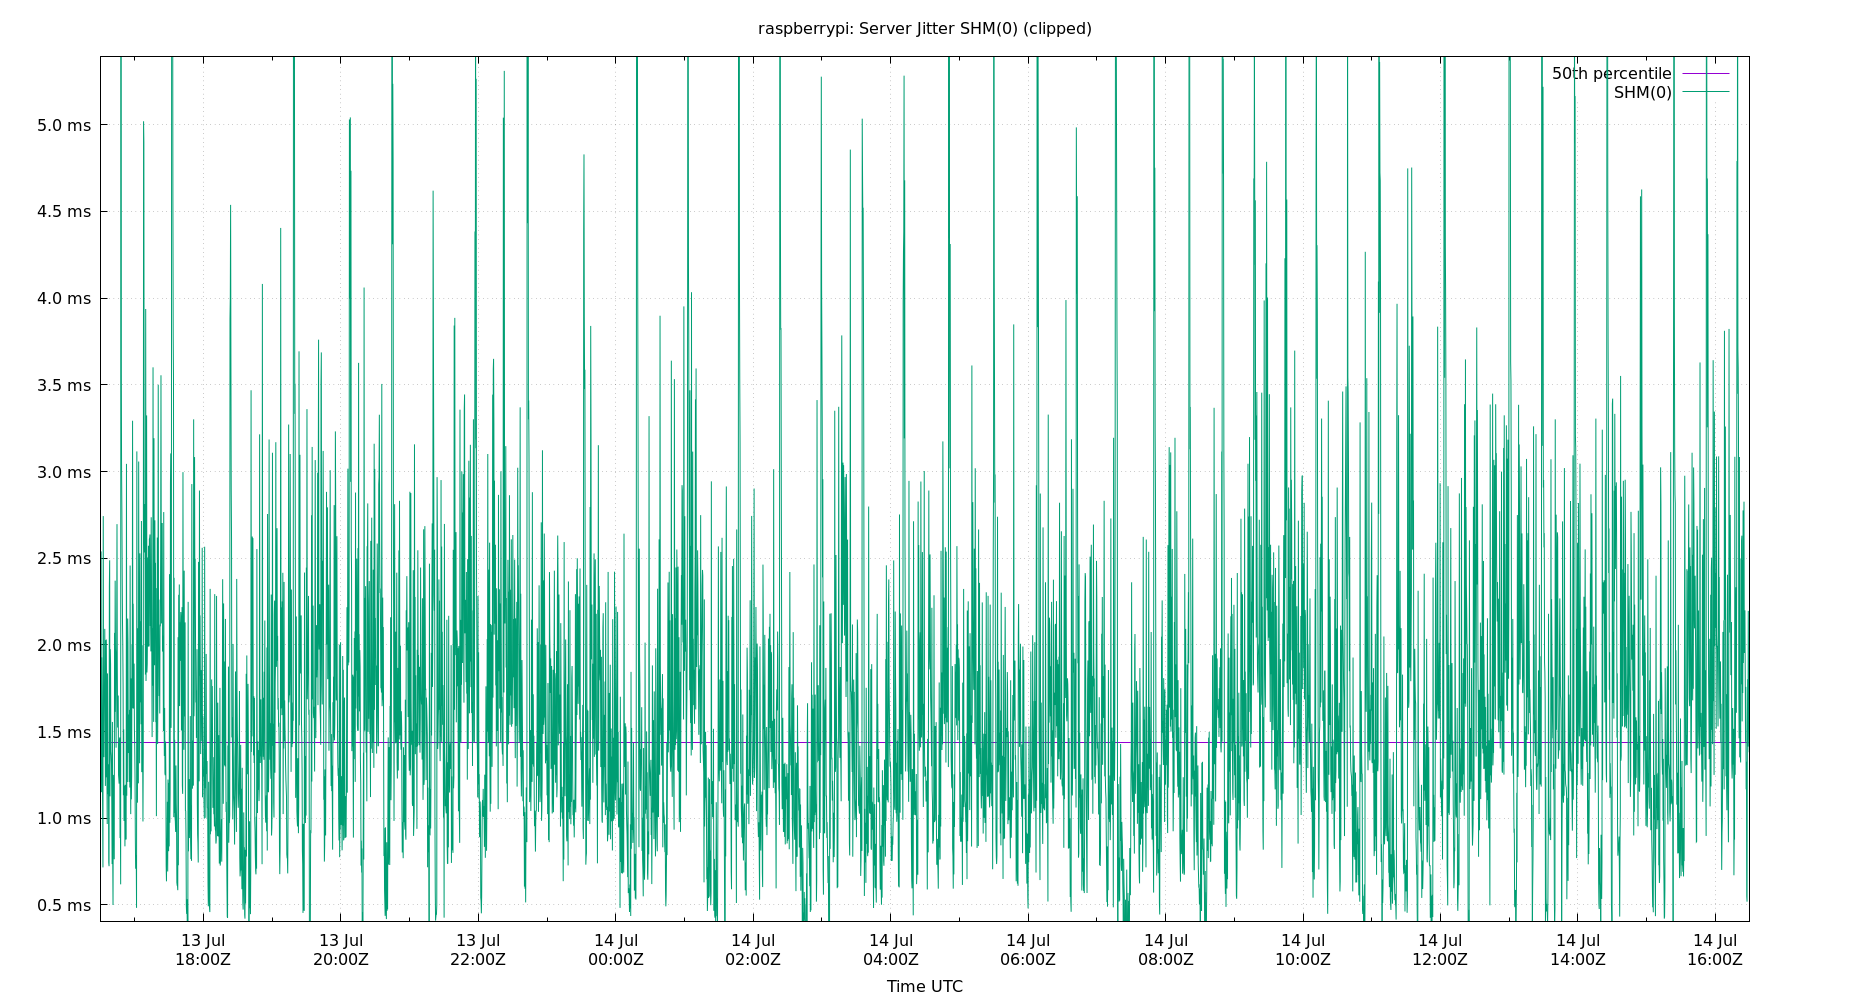 raspberrypi: Server Jitter SHM(0) (clipped)
50th percentile
SHM(0)
5.0 ms
4.5 ms
4.0 ms
3.5 ms
3.0 ms
2.5 ms
2.0 ms
1.5 ms
1.0 ms
0.5 ms
13 Jul 13 Jul 13 Jul 14 Jul 14 Jul 14 Jul 14 Jul 14 Jul 14 Jul 14 Jul 14 Jul 14 Jul
18:00Z 20:00Z 22:00Z 00:00Z 02:00Z 04:00Z 06:00Z 08:00Z 10:00Z 12:00Z 14:00Z 16:00Z
Time UTC